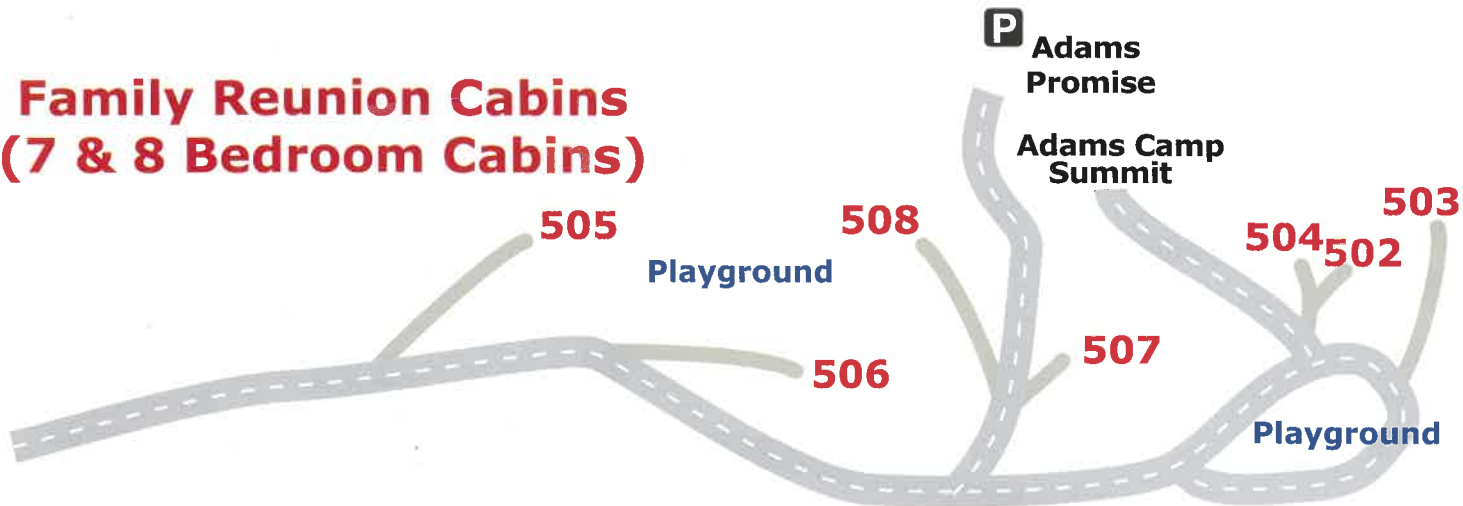 P
Adams
Promise
Family Reunion Cabins
(7 & 8 Bedroom Cabins)
Adams Camp
Summit
505
508
503
504
502
Playground
507
506
Playground